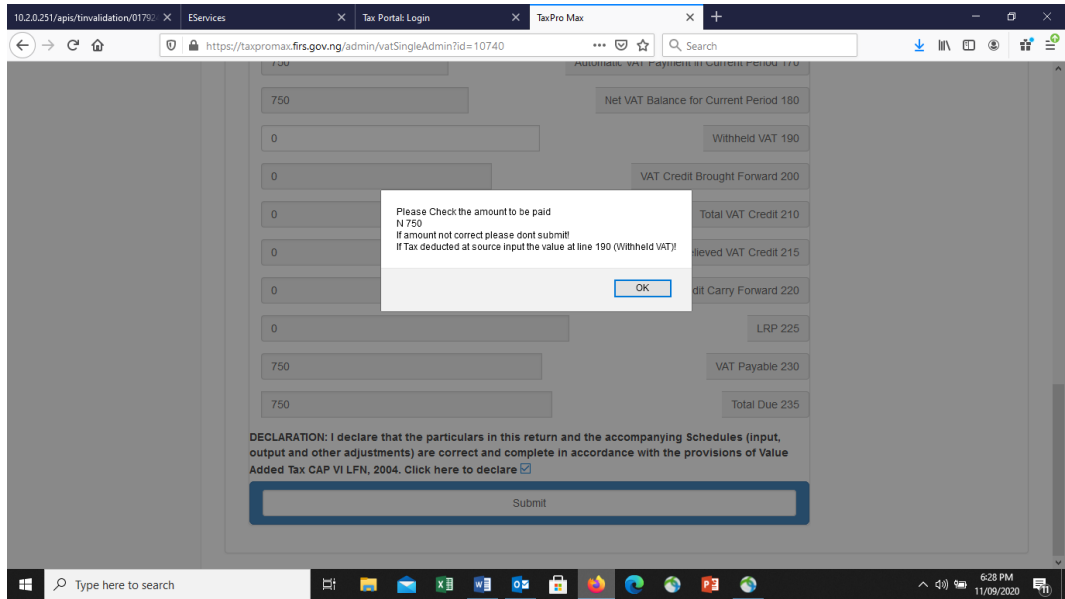 10.2.0.251/apis/tinvalidation/01792
EServices
Tax Portal: Login
TaxPro Max
https://taxpromax.firs.gov.ng/admin/vatSingleAdmin?id=10740
Search
750 Automatic VAT Payment in Current Period 170
750 Net VAT Balance for Current Period 180
0 Withheld VAT 190
0 VAT Credit Brought Forward 200
0 Total VAT Credit 210
0 elieved VAT Credit 215
0 dit Carry Forward 220
0 LRP 225
750 VAT Payable 230
750 Total Due 235
Please Check the amount to be paid
N 750
If amount not correct please dont submit!
If Tax deducted at source input the value at line 190 (Withheld VAT)!
OK
DECLARATION: I declare that the particulars in this return and the accompanying Schedules (input,
output and other adjustments) are correct and complete in accordance with the provisions of Value
Added Tax CAP VI LFN, 2004. Click here to declare
Submit
Type here to search
6:28 PM
11/09/2020
11